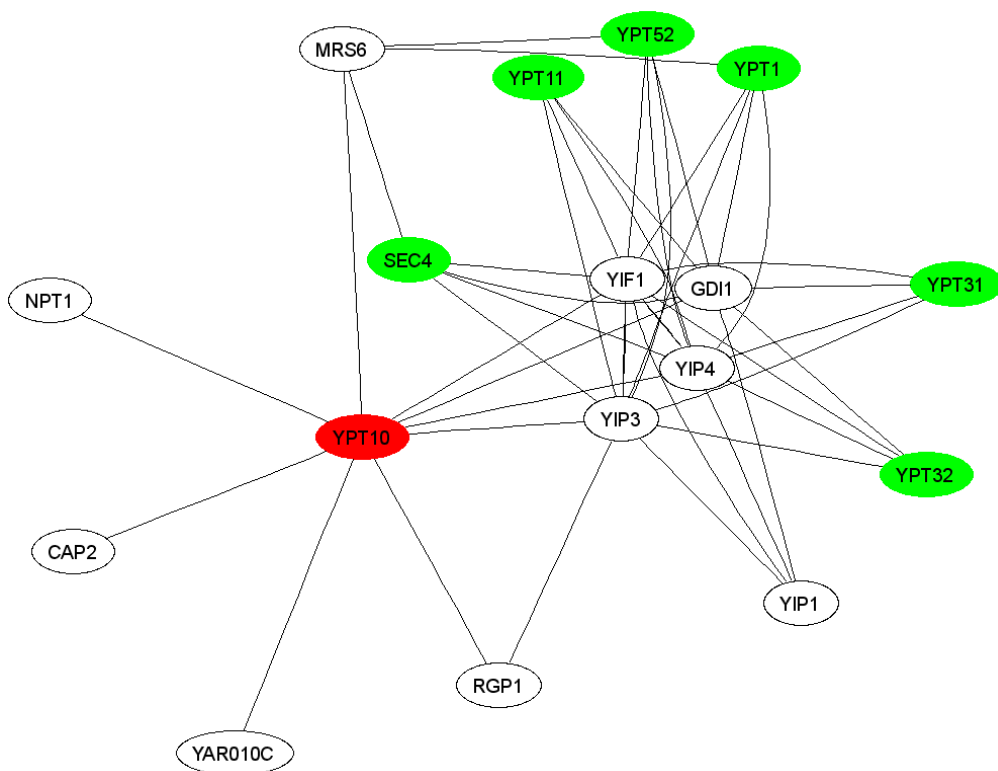 YPT52
MRS6
YPT1
YPT11
SEC4
YIF1
GDI1
YPT31
NPT1
YIP4
YIP3
YPT10
YPT32
CAP2
YIP1
RGP1
YAR010C